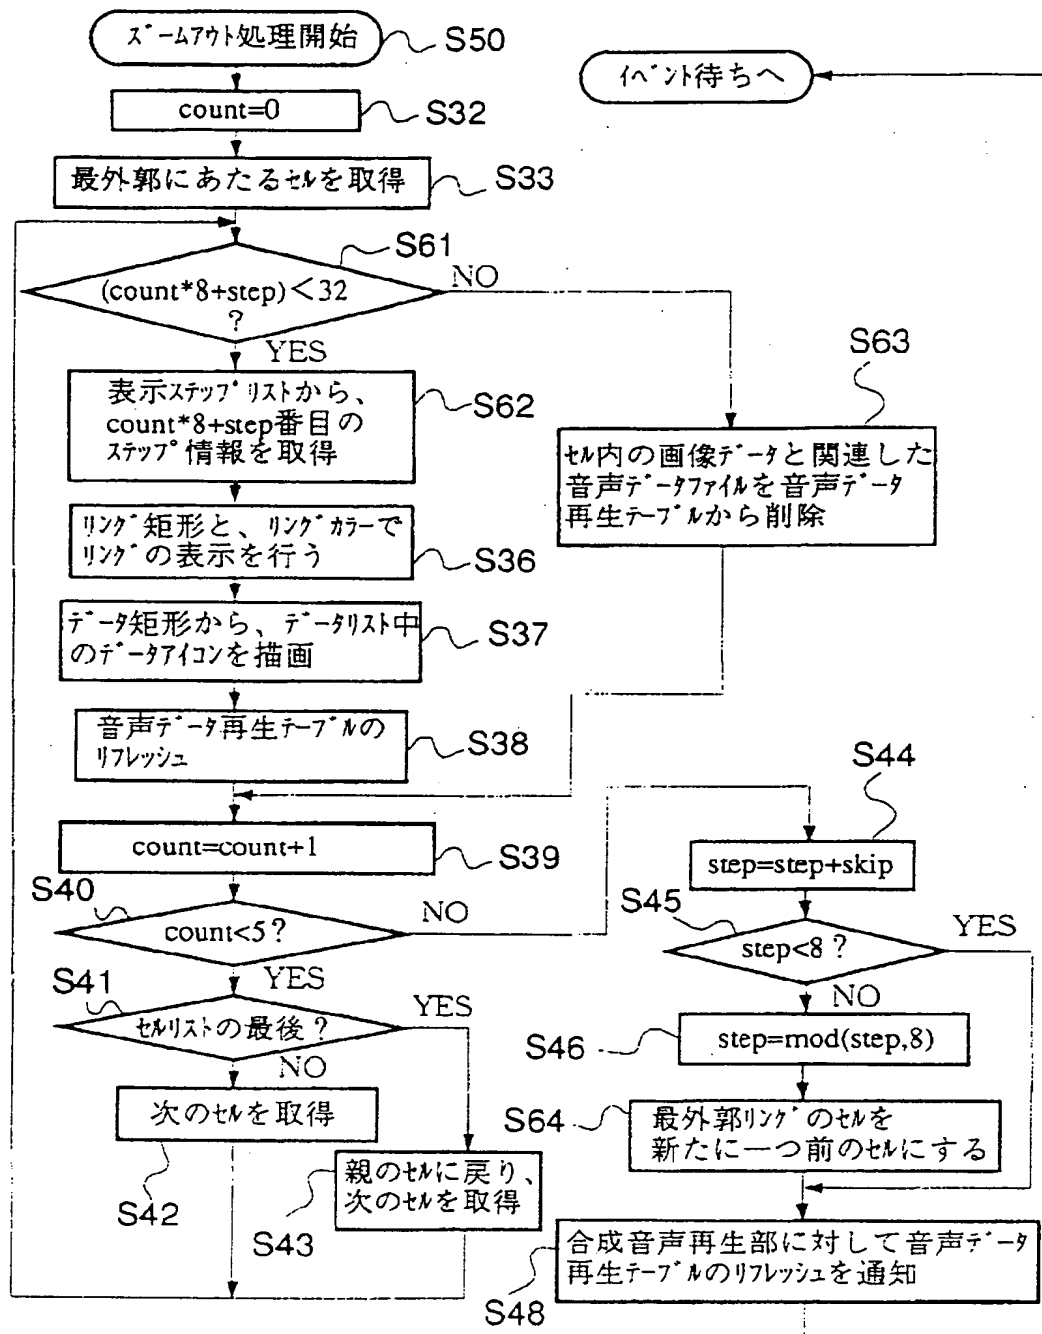 ズームアウト処理開始
S50
count=0
S32
最外郭にあたるセルを取得
S33
S61
(count*8+step)<32
?
NO
YES
表示ステップリストから、
count*8+step番目の
ステップ情報を取得
S62
リング矩形と、リングカラーで
リングの表示を行う
S36
データ矩形から、データリスト中
のデータアイコンを描画
S37
音声データ再生テーブルの
リフレッシュ
S38
count=count+1
S39
S40
count<5?
NO
YES
S41
セルリストの最後?
YES
NO
次のセルを取得
S42
親のセルに戻り、
次のセルを取得
S43
イベント待ちへ
S63
セル内の画像データと関連した
音声データファイルを音声データ
再生テーブルから削除
S44
step=step+skip
S45
step<8?
YES
NO
step=mod(step,8)
S46
S64
最外郭リングのセルを
新たに一つ前のセルにする
合成音声再生部に対して音声データ
再生テーブルのリフレッシュを通知
S48